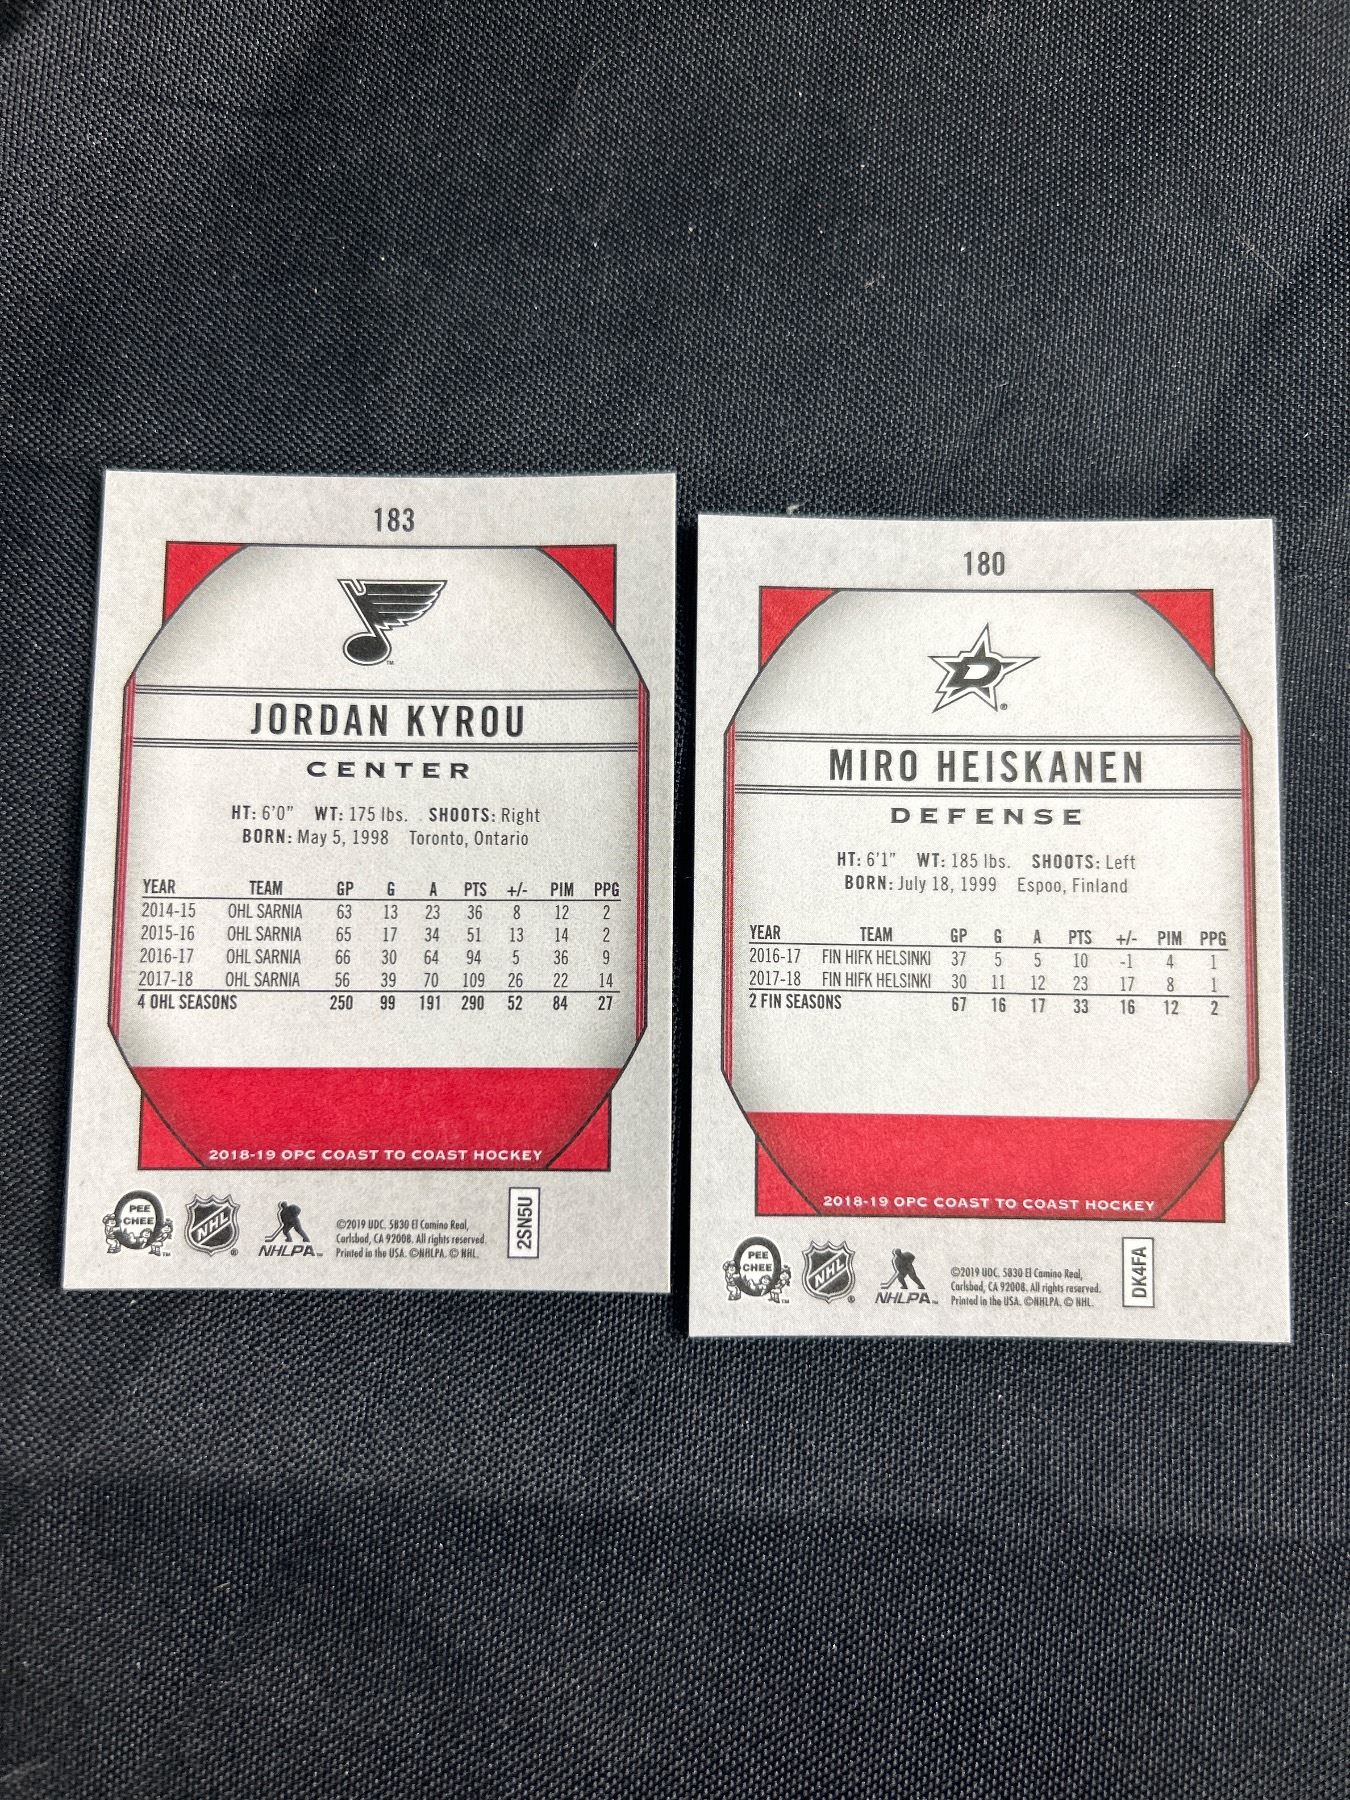 183
JORDAN KYROU
CENTER
HT: 6'0" WT: 175 lbs. SHOOTS: Right
BORN: May 5, 1998 Toronto, Ontario
YEAR TEAM GP G A PTS +/- PIM PPG
2014-15 OHL SARNIA 63 13 23 36 8 12 2
2015-16 OHL SARNIA 65 17 34 51 13 14 2
2016-17 OHL SARNIA 66 30 64 94 5 36 9
2017-18 OHL SARNIA 56 39 70 109 26 22 14
4 OHL SEASONS 250 99 191 290 52 84 27
2018-19 OPC COAST TO COAST HOCKEY
PEE
CHEE
NHL
NHLPA
©2019 UDC. 5830 El Camino Real,
Carlsbad, CA 92008. All rights reserved.
Printed in the USA. ©NHLPA. © NHL.
2SN5U
180
D
MIRO HEISKANEN
DEFENSE
HT: 6'1" WT: 185 lbs. SHOOTS: Left
BORN: July 18, 1999 Espoo, Finland
YEAR TEAM GP G A PTS +/- PIM PPG
2016-17 FIN HIFK HELSINKI 37 5 5 10 -1 4 1
2017-18 FIN HIFK HELSINKI 30 11 12 23 17 8 1
2 FIN SEASONS 67 16 17 33 16 12 2
2018-19 OPC COAST TO COAST HOCKEY
PEE
CHEE
NHL
NHLPA
©2019 UDC. 5830 El Camino Real,
Carlsbad, CA 92008. All rights reserved.
Printed in the USA. ©NHLPA. © NHL.
DK4FA